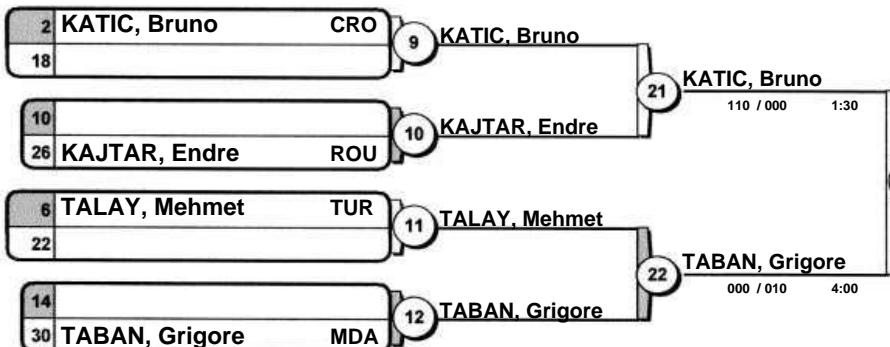 2 KATIC, Bruno CRO
18
9
KATIC, Bruno
10
26 KAJTAR, Endre ROU
10
KAJTAR, Endre
21
KATIC, Bruno
110 / 000 1:30
6 TALAY, Mehmet TUR
22
11
TALAY, Mehmet
14
30 TABAN, Grigore MDA
12
TABAN, Grigore
22
TABAN, Grigore
000 / 010 4:00